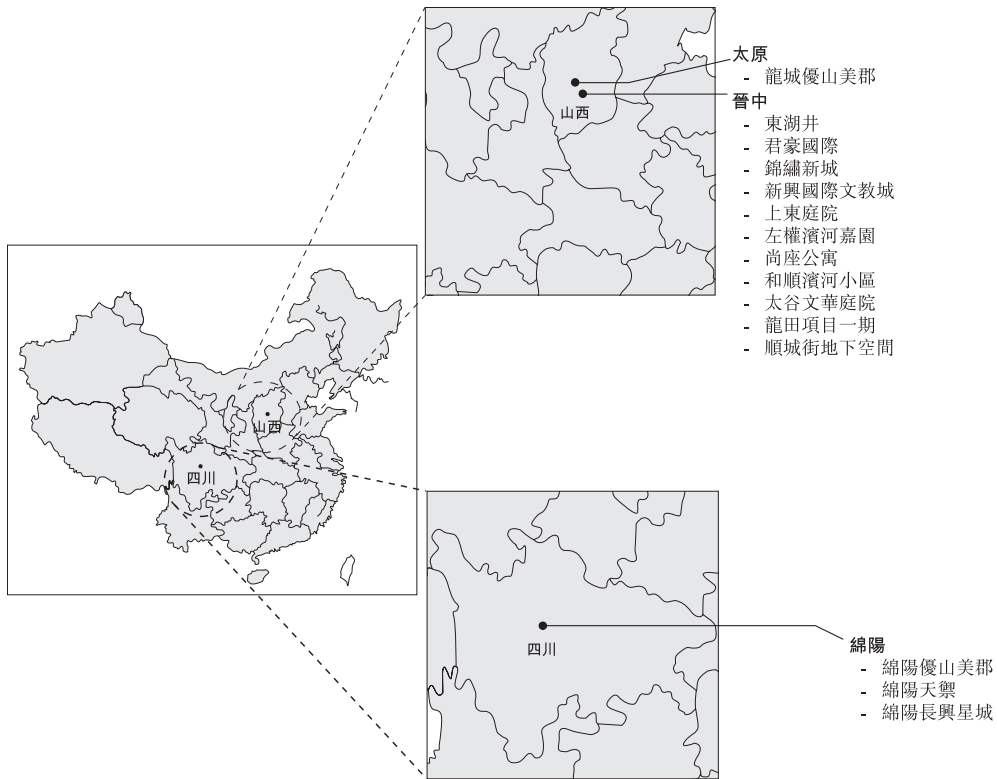 太原
- 龍城優山美郡
晉中
- 東湖井
- 君豪國際
- 錦繡新城
- 新興國際文教城
- 上東庭院
- 左權濱河嘉園
- 尚座公寓
- 和順濱河小區
- 太谷文華庭院
- 龍田項目一期
- 順城街地下空間
山西
山西
四川
四川
綿陽
- 綿陽優山美郡
- 綿陽天禦
- 綿陽長興星城